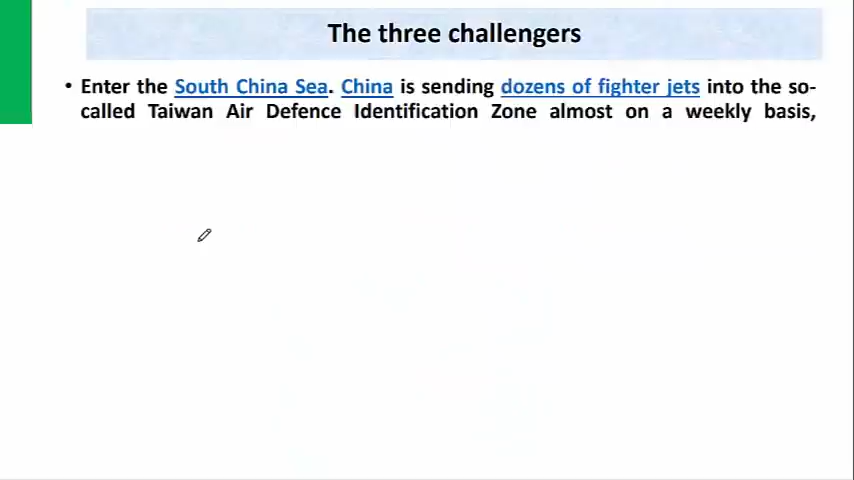 The three challengers
• Enter the South China Sea. China is sending dozens of fighter jets into the so-
called Taiwan Air Defence Identification Zone almost on a weekly basis,